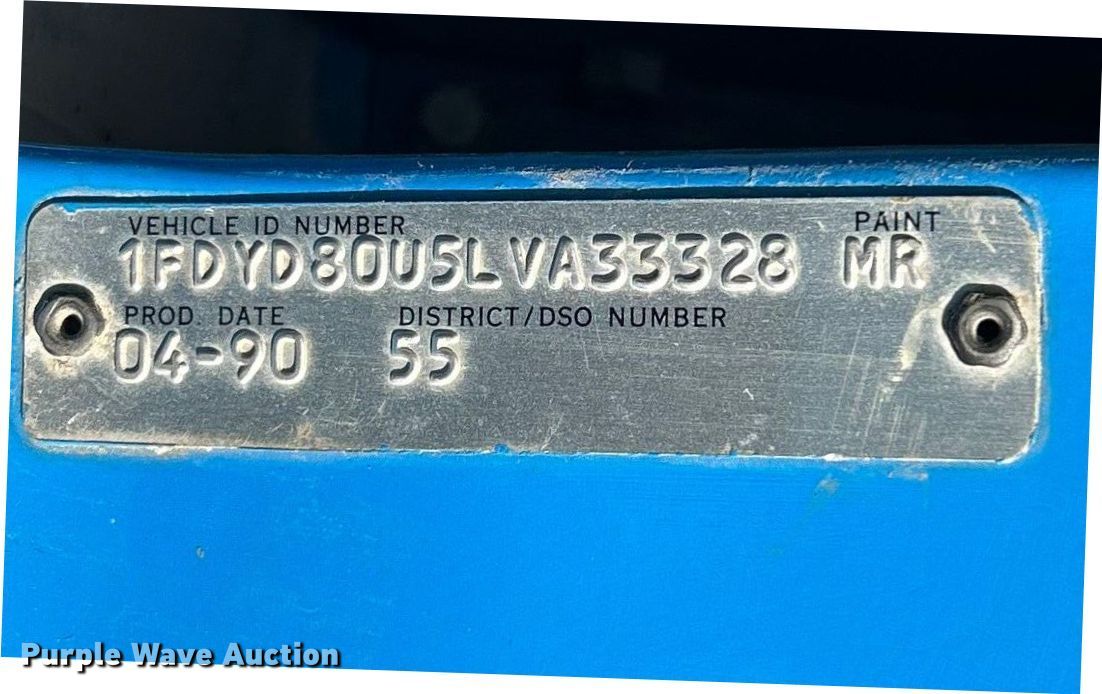 VEHICLE ID NUMBER PAINT
1FDYD80U5LVA33328 MR
PROD. DATE DISTRICT/DSO NUMBER
04-90 55
Purple Wave Auction